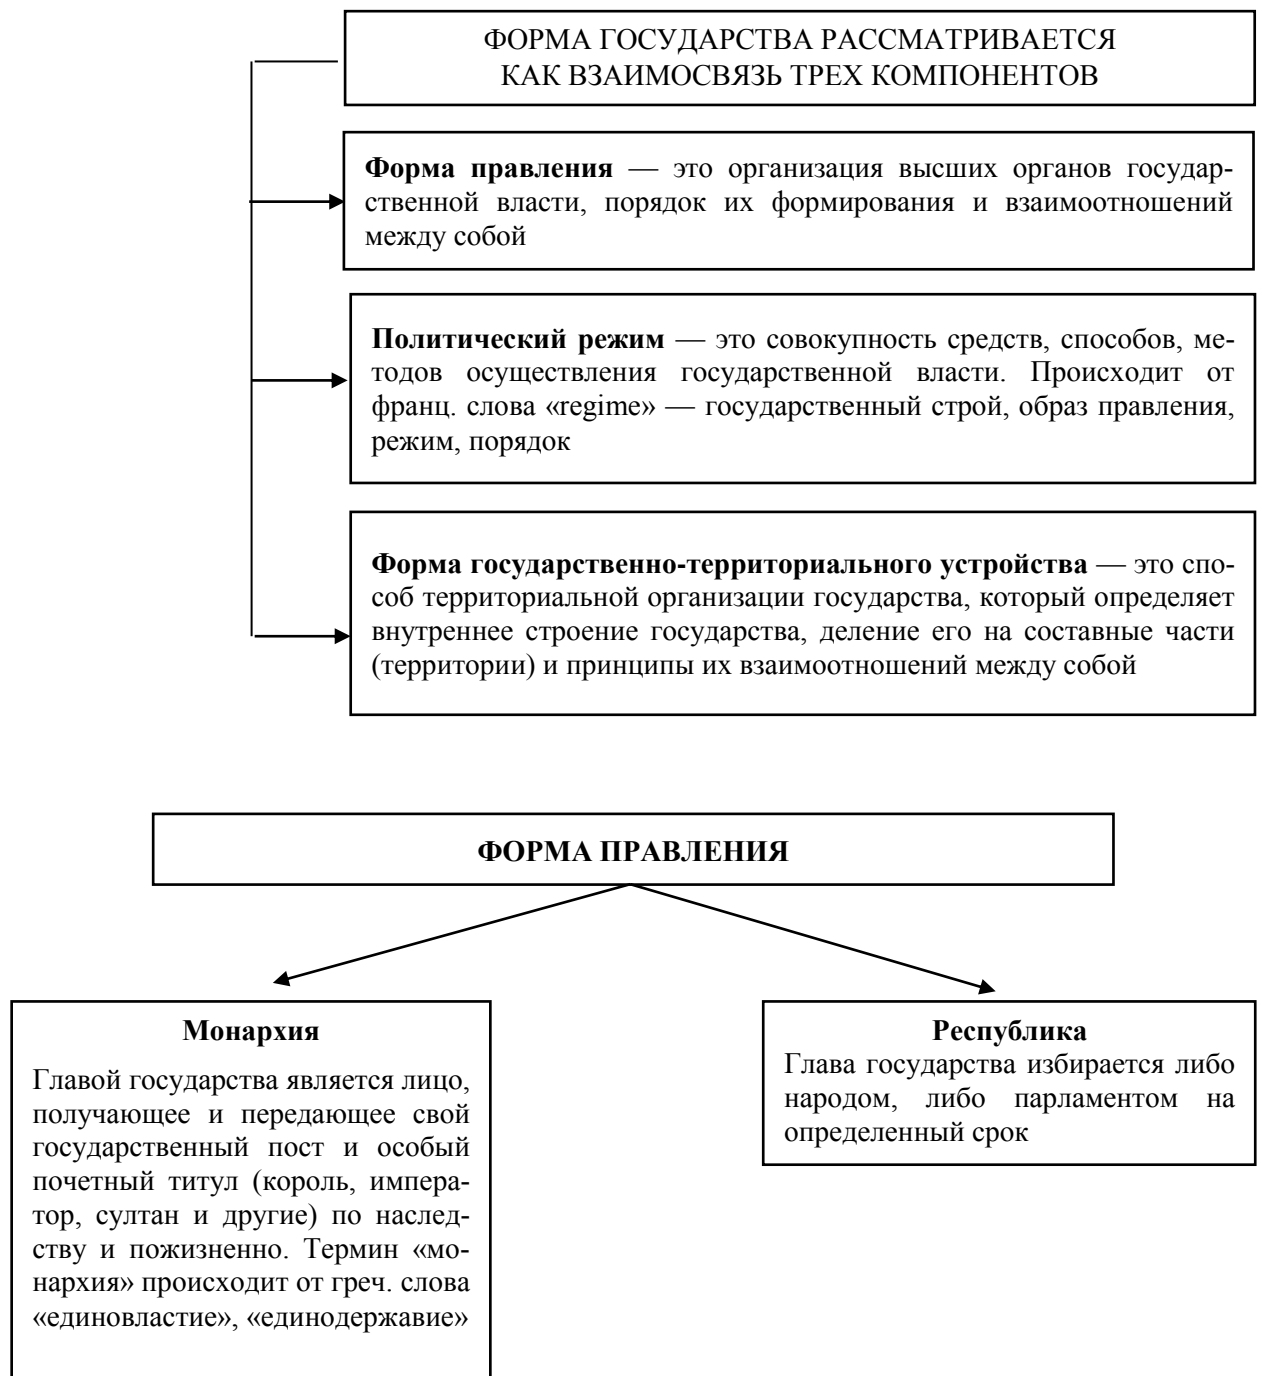 ФОРМА ГОСУДАРСТВА РАССМАТРИВАЕТСЯ
КАК ВЗАИМОСВЯЗЬ ТРЕХ КОМПОНЕНТОВ
Форма правления — это организация высших органов государ-
ственной власти, порядок их формирования и взаимоотношений
между собой
Политический режим — это совокупность средств, способов, ме-
тодов осуществления государственной власти. Происходит от
франц. слова «regime» — государственный строй, образ правления,
режим, порядок
Форма государственно-территориального устройства — это спо-
соб территориальной организации государства, который определяет
внутреннее строение государства, деление его на составные части
(территории) и принципы их взаимоотношений между собой
ФОРМА ПРАВЛЕНИЯ
Монархия
Главой государства является лицо,
получающее и передающее свой
государственный пост и особый
почетный титул (король, импера-
тор, султан и другие) по наслед-
ству и пожизненно. Термин «мо-
нархия» происходит от греч. слова
«единовластие», «единодержавие»
Республика
Глава государства избирается либо
народом, либо парламентом на
определенный срок